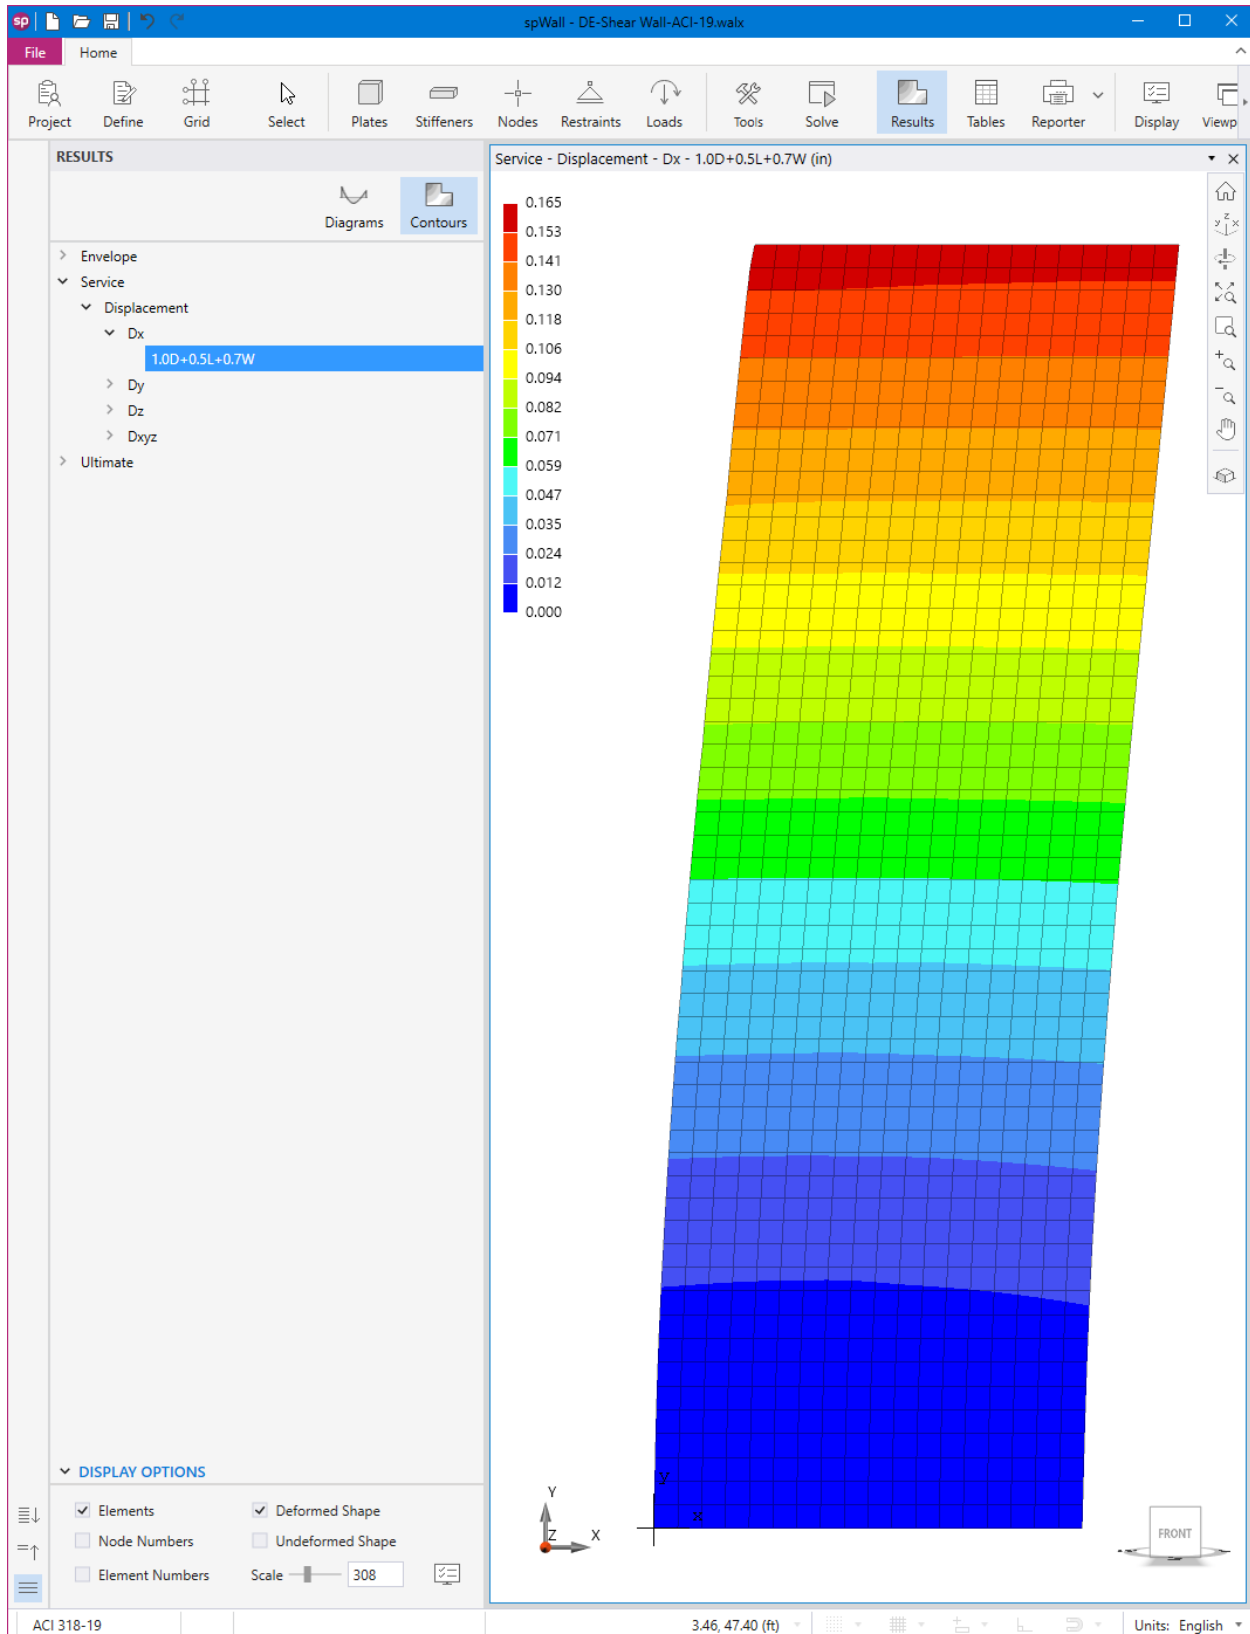 sp
spWall - DE-Shear Wall-ACI-19.walx
File Home
Project Define Grid Select Plates Stiffeners Nodes Restraints Loads Tools Solve Results Tables Reporter Display Viewp
RESULTS
Diagrams Contours
Envelope
Service
Displacement
Dx
1.0D+0.5L+0.7W
Dy
Dz
Dxyz
Ultimate
Service - Displacement - Dx - 1.0D+0.5L+0.7W (in)
0.165
0.153
0.141
0.130
0.118
0.106
0.094
0.082
0.071
0.059
0.047
0.035
0.024
0.012
0.000
y z x
y
x
Y
Z X
FRONT
DISPLAY OPTIONS
Elements Deformed Shape
Node Numbers Undeformed Shape
Element Numbers Scale 308
ACI 318-19 3.46, 47.40 (ft) Units: English